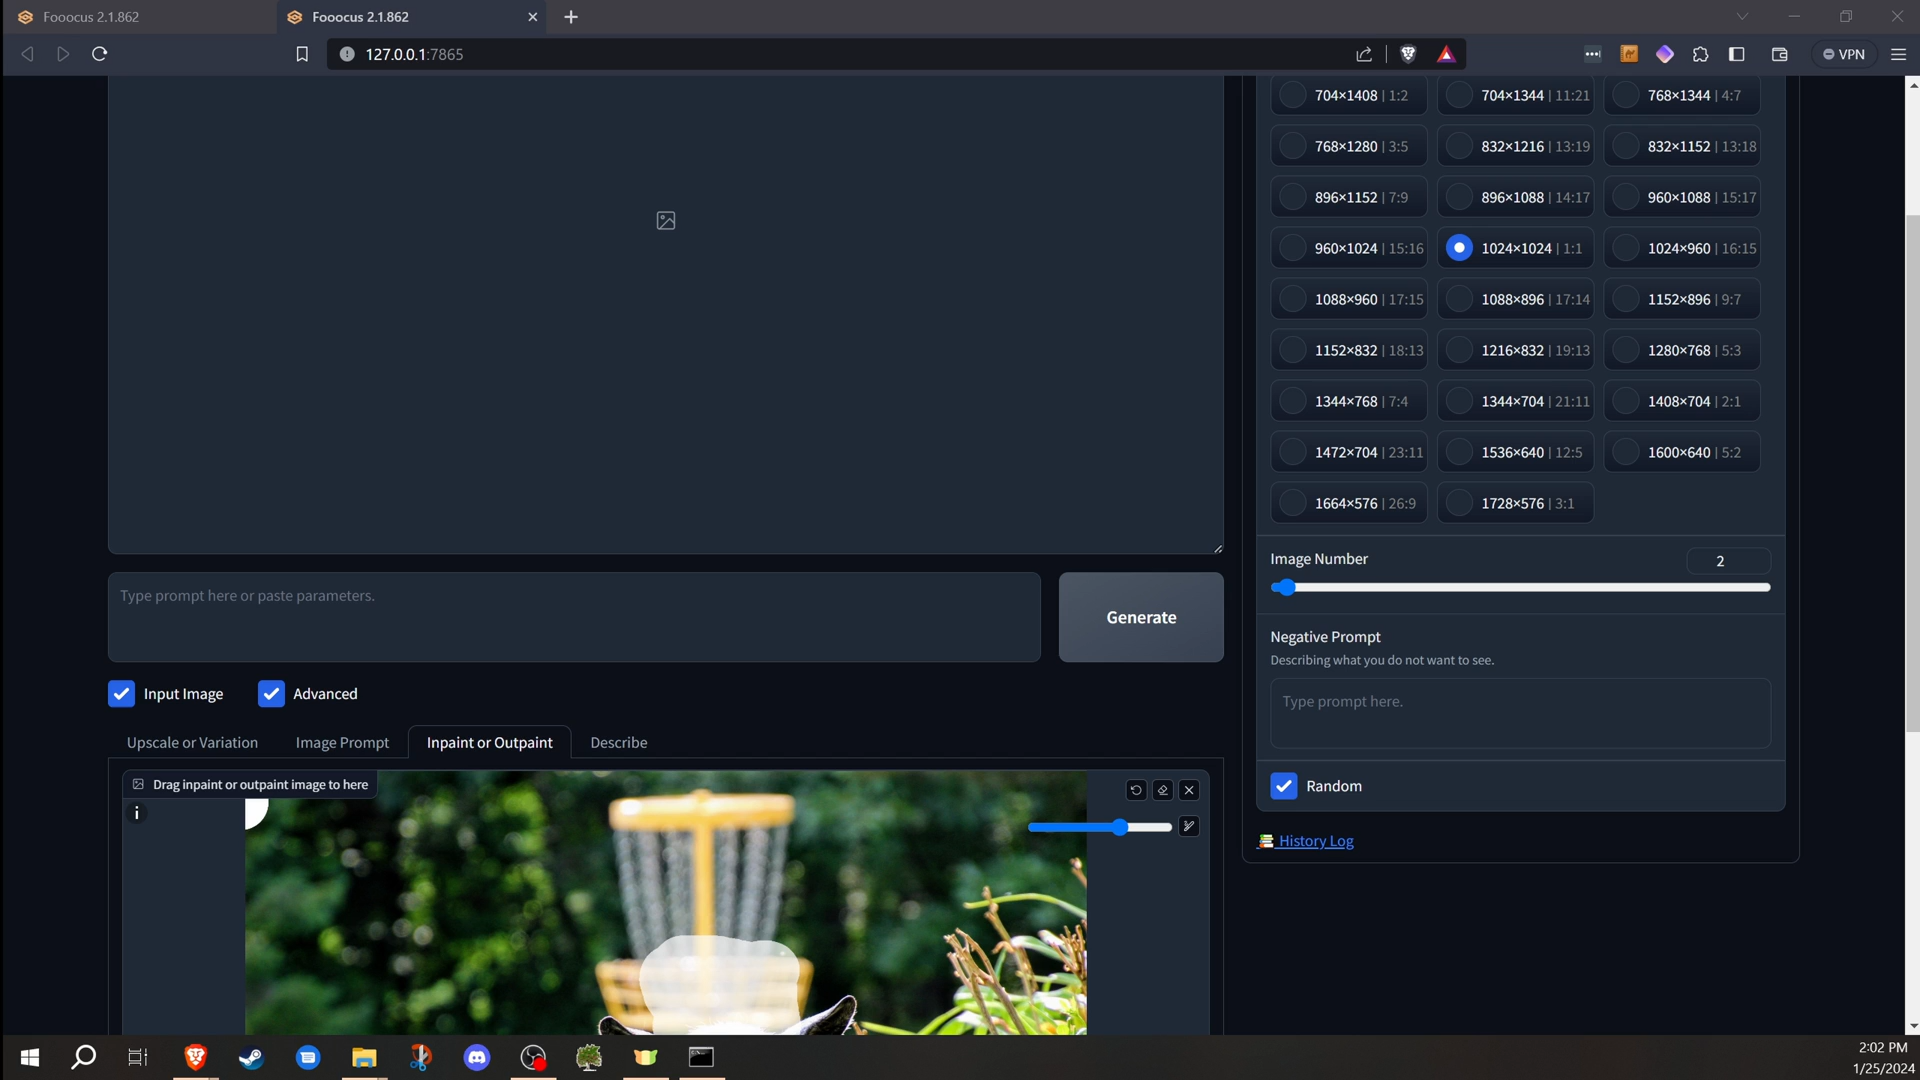 Fooocus 2.1.862
Fooocus 2.1.862
127.0.0.1:7865
VPN
704×1408 | 1:2
704×1344 | 11:21
768×1344 | 4:7
768×1280 | 3:5
832×1216 | 13:19
832×1152 | 13:18
896×1152 | 7:9
896×1088 | 14:17
960×1088 | 15:17
960×1024 | 15:16
1024×1024 | 1:1
1024×960 | 16:15
1088×960 | 17:15
1088×896 | 17:14
1152×896 | 9:7
1152×832 | 18:13
1216×832 | 19:13
1280×768 | 5:3
1344×768 | 7:4
1344×704 | 21:11
1408×704 | 2:1
1472×704 | 23:11
1536×640 | 12:5
1600×640 | 5:2
1664×576 | 26:9
1728×576 | 3:1
Image Number
2
Type prompt here or paste parameters.
Generate
Negative Prompt
Describing what you do not want to see.
Type prompt here.
Input Image
Advanced
Upscale or Variation
Image Prompt
Inpaint or Outpaint
Describe
Drag inpaint or outpaint image to here
i
Random
History Log
2:02 PM
1/25/2024